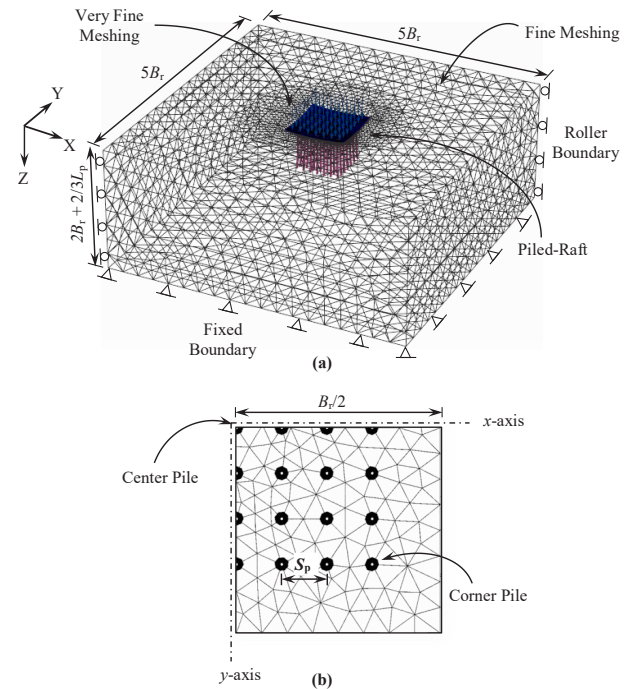 Very Fine
Meshing
5Bᵣ
Fine Meshing
5Bᵣ
Y
X
Z
Roller
Boundary
2Bᵣ + 2/3Lₚ
Piled-Raft
Fixed
Boundary
(a)
Bᵣ/2
x-axis
Center Pile
Sₚ
Corner Pile
y-axis
(b)